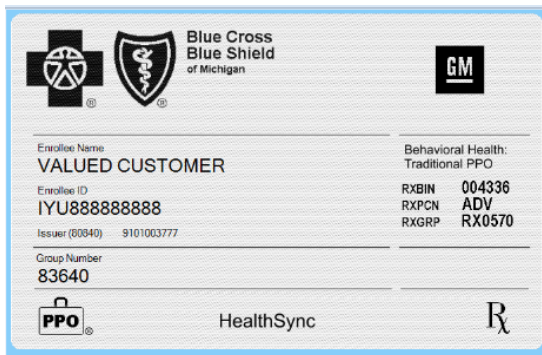 Blue Cross
Blue Shield
of Michigan
®
®
GM
Enrollee Name
VALUED CUSTOMER
Enrollee ID
IYU888888888
Issuer (80840) 9101003777
Behavioral Health:
Traditional PPO
RXBIN 004336
RXPCN ADV
RXGRP RX0570
Group Number
83640
PPO®
HealthSync
Rx